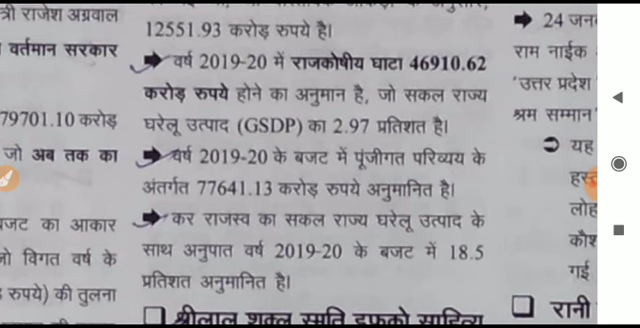 त्री राजेश अग्रवाल
वर्तमान सरकार
79701.10 करोड़
जो अब तक का
बजट का आकार
जो विगत वर्ष के
रुपये) की तुलना
12551.93 करोड़ रुपये है।
वर्ष 2019-20 में राजकोषीय घाटा 46910.62
करोड़ रुपये होने का अनुमान है, जो सकल राज्य
घरेलू उत्पाद (GSDP) का 2.97 प्रतिशत है।
वर्ष 2019-20 के बजट में पूंजीगत परिव्यय के
अंतर्गत 77641.13 करोड़ रुपये अनुमानित है।
कर राजस्व का सकल राज्य घरेलू उत्पाद के
साथ अनुपात वर्ष 2019-20 के बजट में 18.5
प्रतिशत अनुमानित है।
श्रीलाल शुक्ल स्मृति इफको साहित्य
24 जन
राम नाईक
'उत्तर प्रदेश
श्रम सम्मान
यह
लोह
कौश
गई
रानी